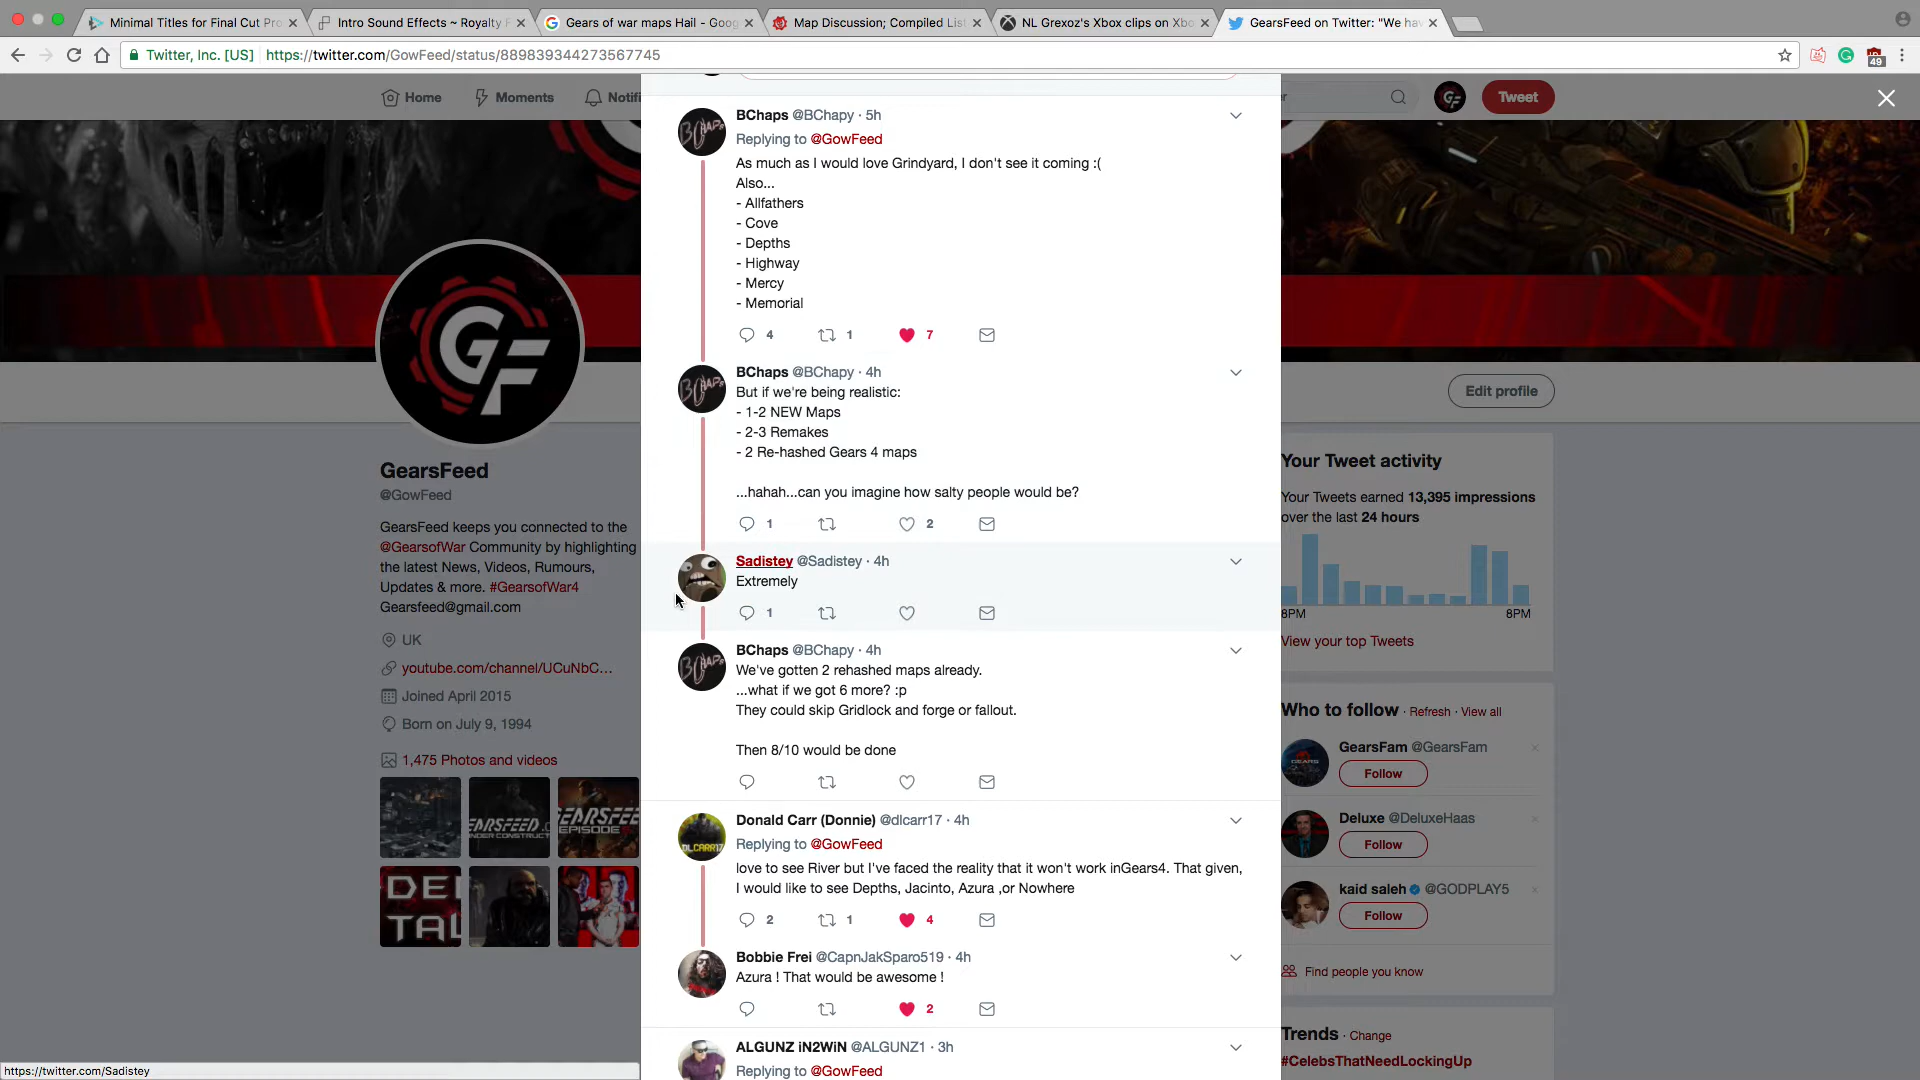 Minimal Titles for Final Cut Pro
Intro Sound Effects ~ Royalty F
Gears of war maps Hail - Goog
Map Discussion; Compiled List
NL Grexoz's Xbox clips on Xbo
GearsFeed on Twitter: "We hav
Twitter, Inc. [US]
https://twitter.com/GowFeed/status/889839344273567745
49
Home
Moments
Notifi
Tweet
BChaps @BChapy · 5h
Replying to @GowFeed
As much as I would love Grindyard, I don't see it coming :(
Also...
- Allfathers
- Cove
- Depths
- Highway
- Mercy
- Memorial
4 1 7
BChaps @BChapy · 4h
But if we're being realistic:
- 1-2 NEW Maps
- 2-3 Remakes
- 2 Re-hashed Gears 4 maps
...hahah...can you imagine how salty people would be?
1 2
Sadistey @Sadistey · 4h
Extremely
1
BChaps @BChapy · 4h
We've gotten 2 rehashed maps already.
...what if we got 6 more? :p
They could skip Gridlock and forge or fallout.
Then 8/10 would be done
Donald Carr (Donnie) @dlcarr17 · 4h
Replying to @GowFeed
love to see River but I've faced the reality that it won't work inGears4. That given,
I would like to see Depths, Jacinto, Azura ,or Nowhere
2 1 4
Bobbie Frei @CapnJakSparo519 · 4h
Azura ! That would be awesome !
2
ALGUNZ iN2WiN @ALGUNZ1 · 3h
Replying to @GowFeed
GF
GearsFeed
@GowFeed
GearsFeed keeps you connected to the
@GearsofWar Community by highlighting
the latest News, Videos, Rumours,
Updates & more. #GearsofWar4
Gearsfeed@gmail.com
UK
youtube.com/channel/UCuNbC...
Joined April 2015
Born on July 9, 1994
1,475 Photos and videos
Edit profile
Your Tweet activity
Your Tweets earned 13,395 impressions
over the last 24 hours
8PM 8PM
View your top Tweets
Who to follow · Refresh · View all
GearsFam @GearsFam
Follow
Deluxe @DeluxeHaas
Follow
kaid saleh @GODPLAY5
Follow
Find people you know
Trends · Change
#CelebsThatNeedLockingUp
https://twitter.com/Sadistey